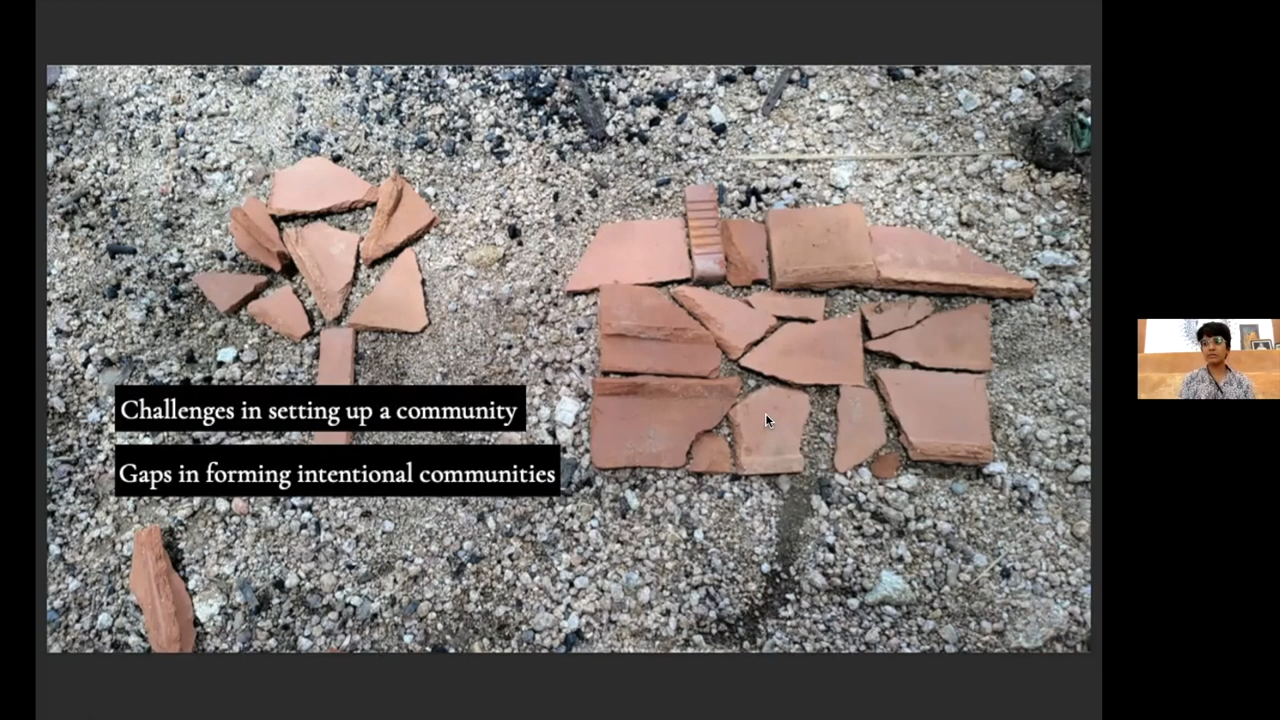 Challenges in setting up a community
Gaps in forming intentional communities